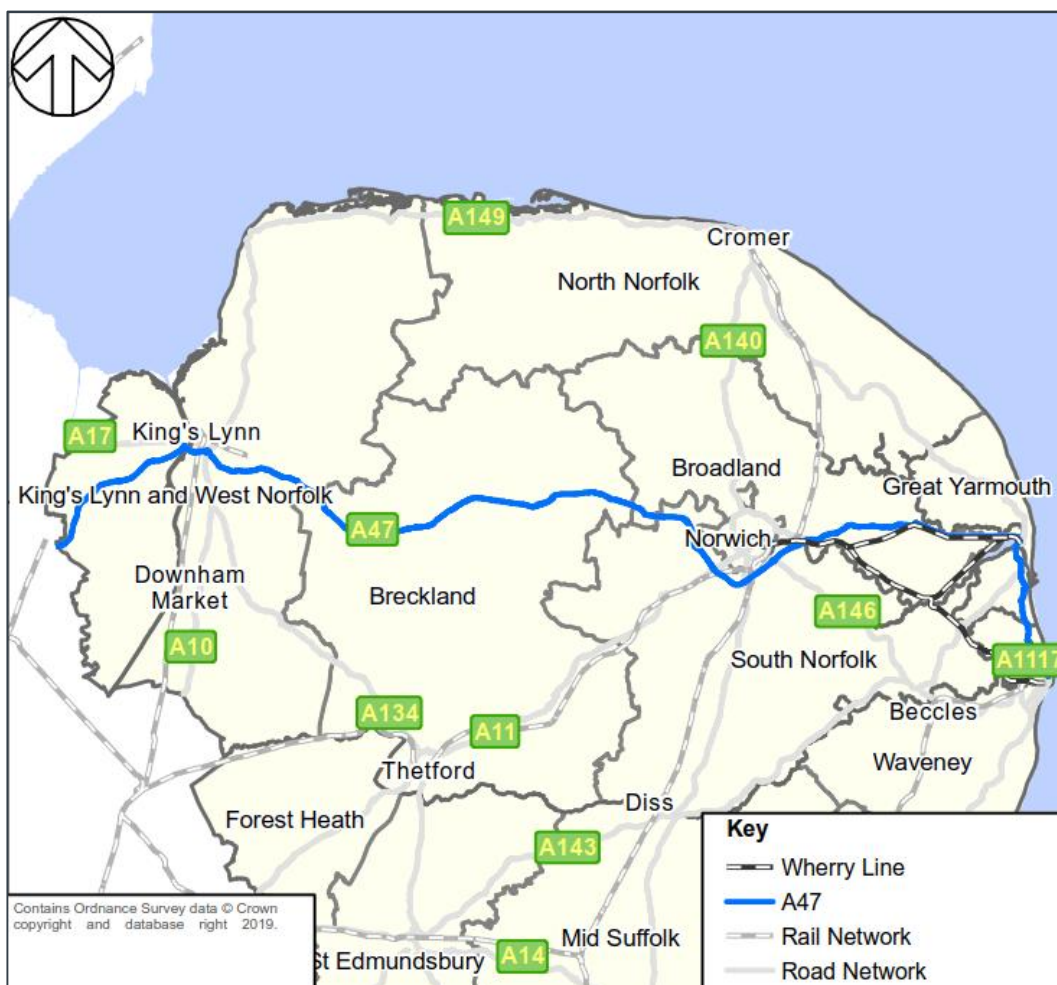 A149
Cromer
North Norfolk
A140
A17
King's Lynn
Broadland
King's Lynn and West Norfolk
Great Yarmouth
A47
Norwich
Downham
Market
Breckland
A146
A10
South Norfolk
A1117
A134
A11
Beccles
Thetford
Waveney
Diss
Forest Heath
A143
Key
Wherry Line
A47
Rail Network
Road Network
Contains Ordnance Survey data © Crown
copyright and database right 2019.
Mid Suffolk
St Edmundsbury
A14